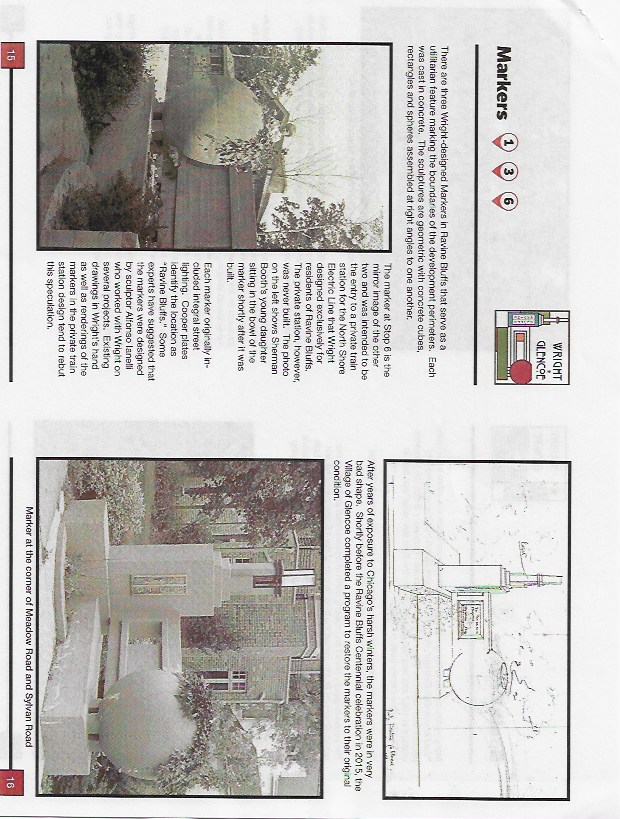 Markers 1 3 6
WRIGHT
GLENCOE
There are three Wright-designed Markers in Ravine Bluffs that serve as a
utilitarian feature marking the boundaries of the development perimeters. Each
was cast in concrete. The sculptures are geometric with concrete cubes,
rectangles and spheres assembled at right angles to one another.
The marker at Stop 6 is the
mirror image of the other
two and was intended to be
the entry to a private train
station for the North Shore
Electric Line that Wright
designed exclusively for
residents of Ravine Bluffs.
The private station, however,
was never built. The photo
on the left shows Sherman
Booth's young daughter
sitting in the bowl of the
marker shortly after it was
built.
Each marker originally in-
cluded integral street
lighting. Copper plates
identify the location as
"Ravine Bluffs." Some
experts have suggested that
the markers were designed
by sculptor Alfonso Ianelli
who worked with Wright on
several projects. Existing
drawings in Wright's hand
as well as renderings of the
markers in the private train
station design tend to rebut
this speculation.
15
After years of exposure to Chicago's harsh winters, the markers were in very
bad shape. Shortly before the Ravine Bluffs Centennial celebration in 2015, the
Village of Glencoe completed a program to restore the markers to their original
condition.
Marker at the corner of Meadow Road and Sylvan Road
16